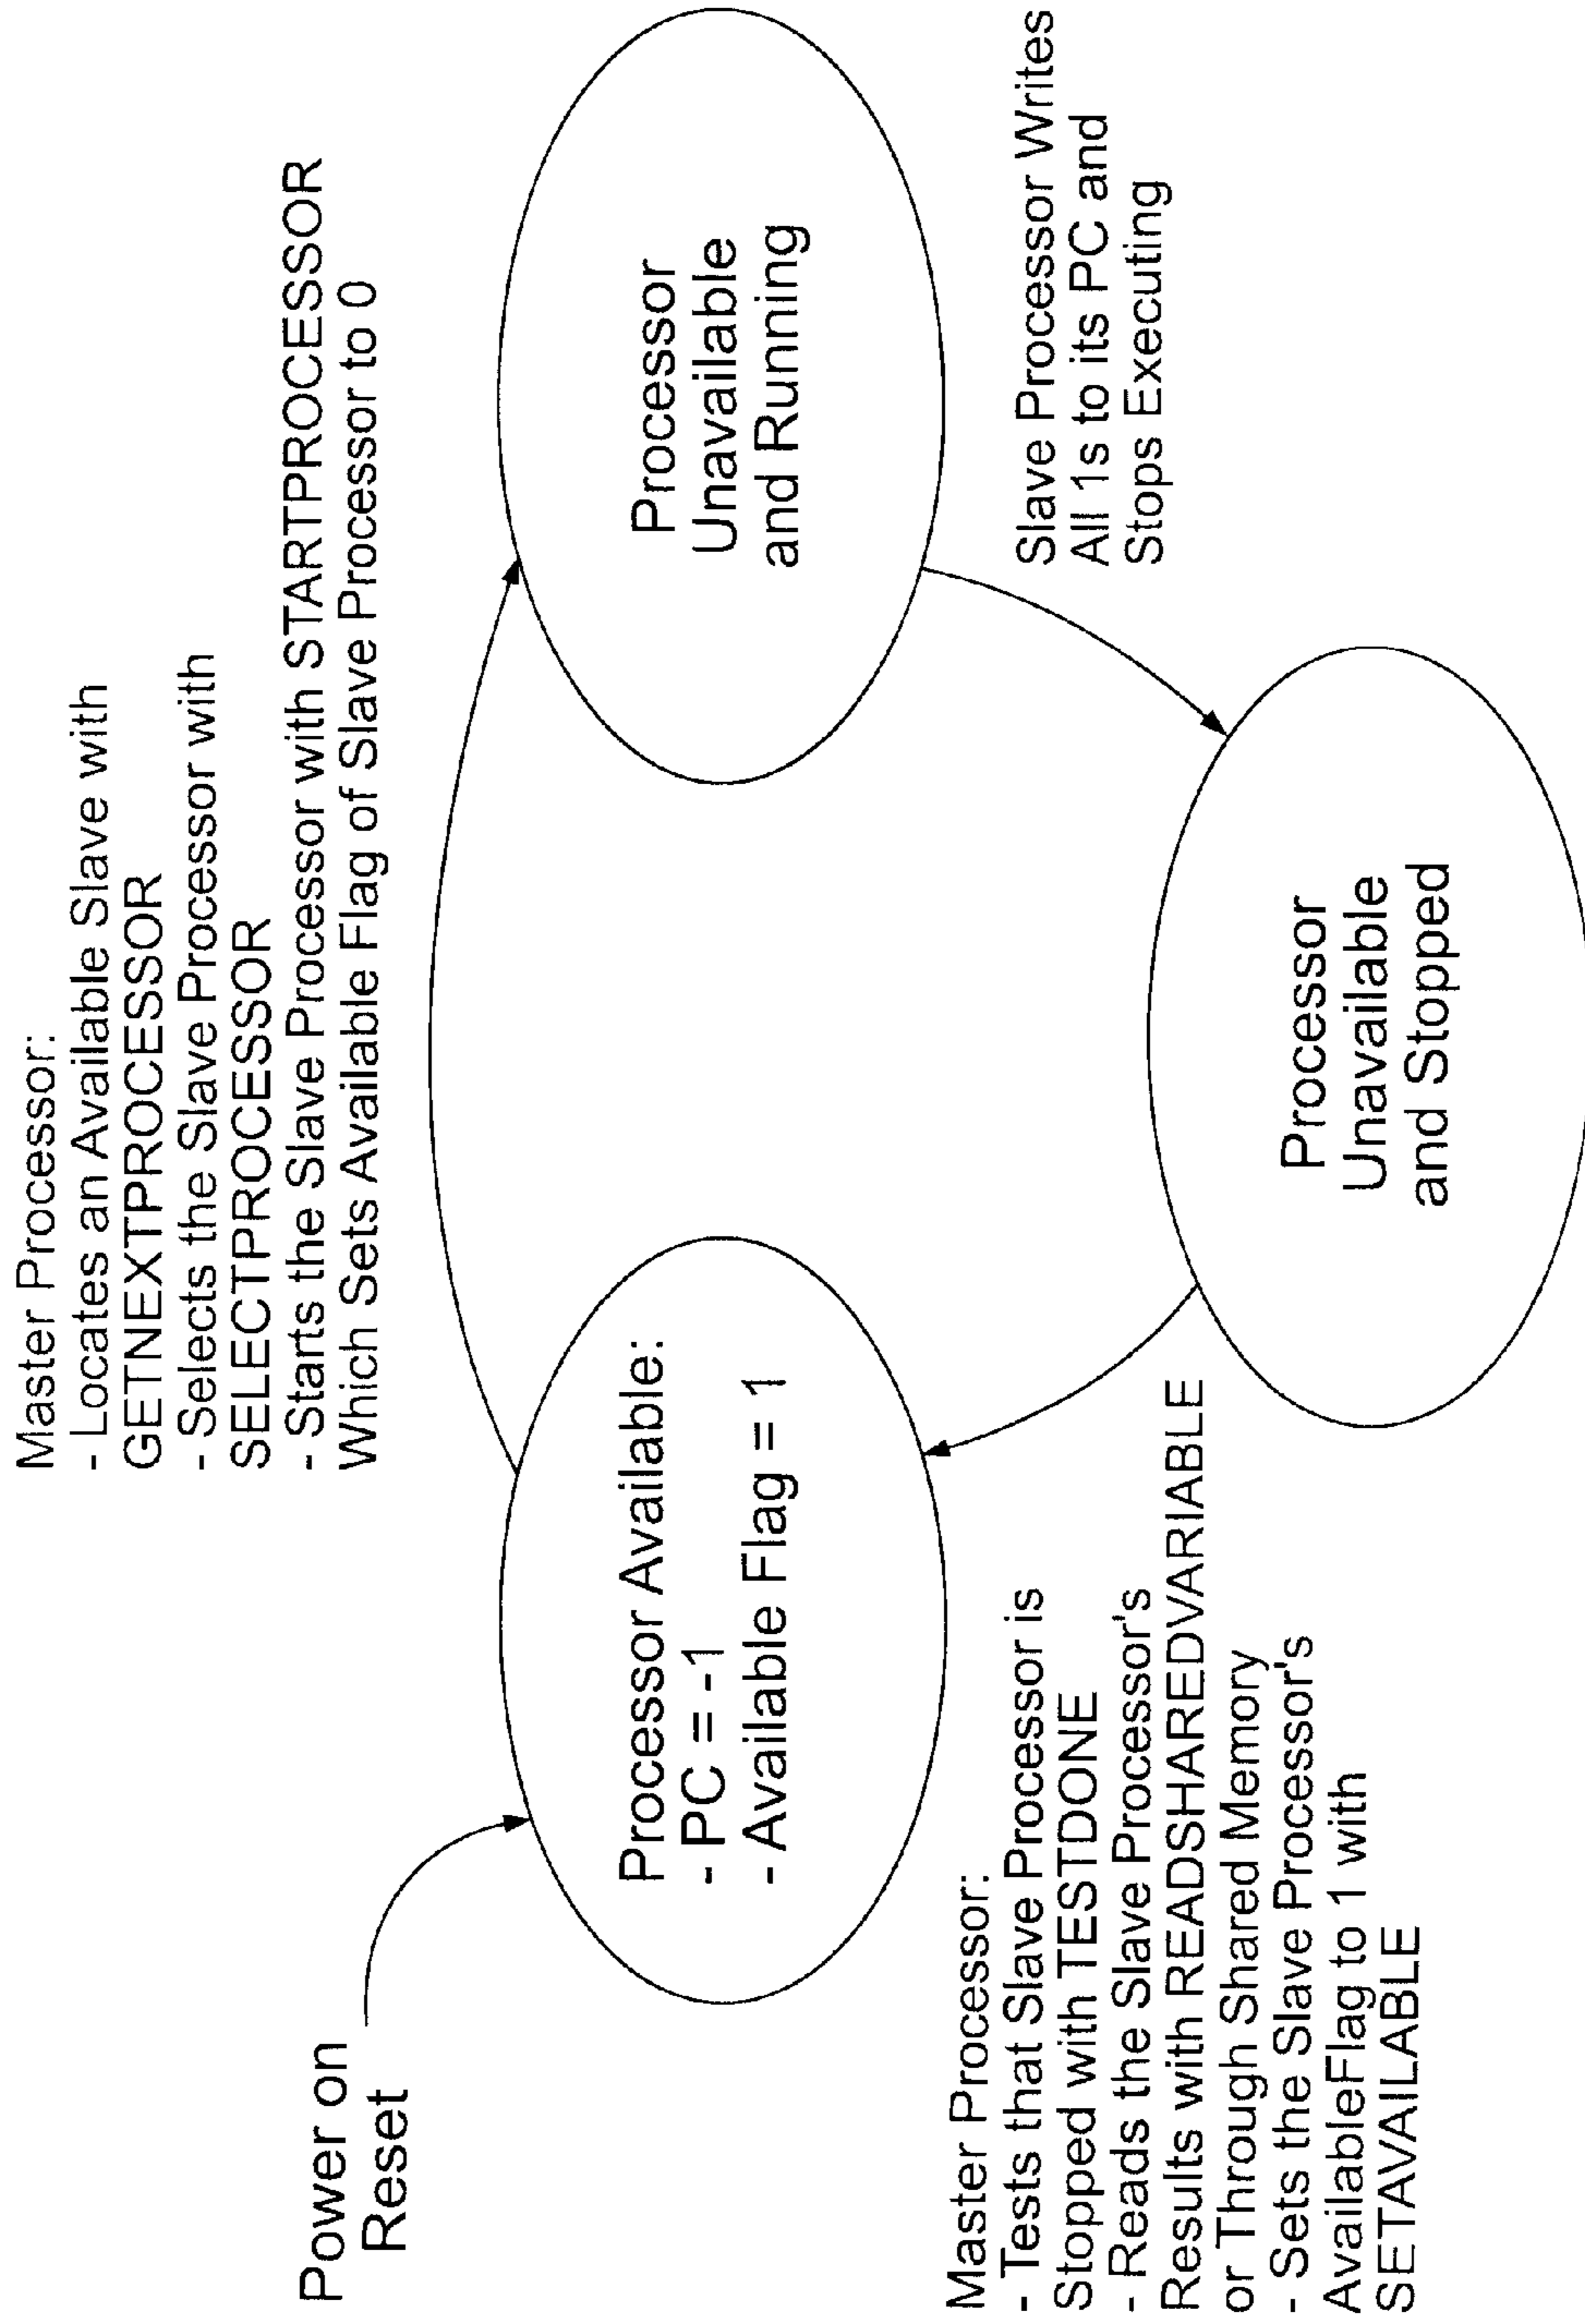 Master Processor:
- Locates an Available Slave with
GETNEXTPROCESSOR
- Selects the Slave Processor with
SELECTPROCESSOR
- Starts the Slave Processor with STARTPROCESSOR
Which Sets Available Flag of Slave Processor to 0
Power on
Reset
Processor Available:
- PC = -1
- Available Flag = 1
Processor
Unavailable
and Running
Master Processor:
- Tests that Slave Processor is
Stopped with TESTDONE
- Reads the Slave Processor's
Results with READSHAREDVARIABLE
or Through Shared Memory
- Sets the Slave Processor's
AvailableFlag to 1 with
SETAVAILABLE
Slave Processor Writes
All 1s to its PC and
Stops Executing
Processor
Unavailable
and Stopped